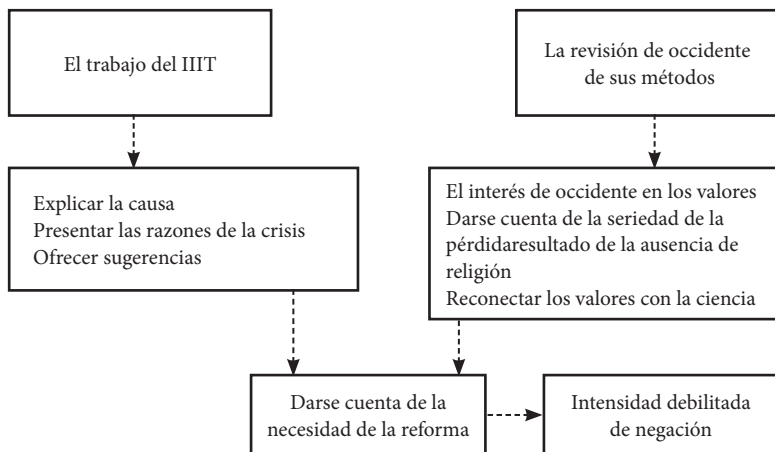 El trabajo del IIIT
La revisión de occidente
de sus métodos
Explicar la causa
Presentar las razones de la crisis
Ofrecer sugerencias
El interés de occidente en los valores
Darse cuenta de la seriedad de la
pérdidaresultado de la ausencia de
religión
Reconectar los valores con la ciencia
Darse cuenta de la
necesidad de la reforma
Intensidad debilitada
de negación